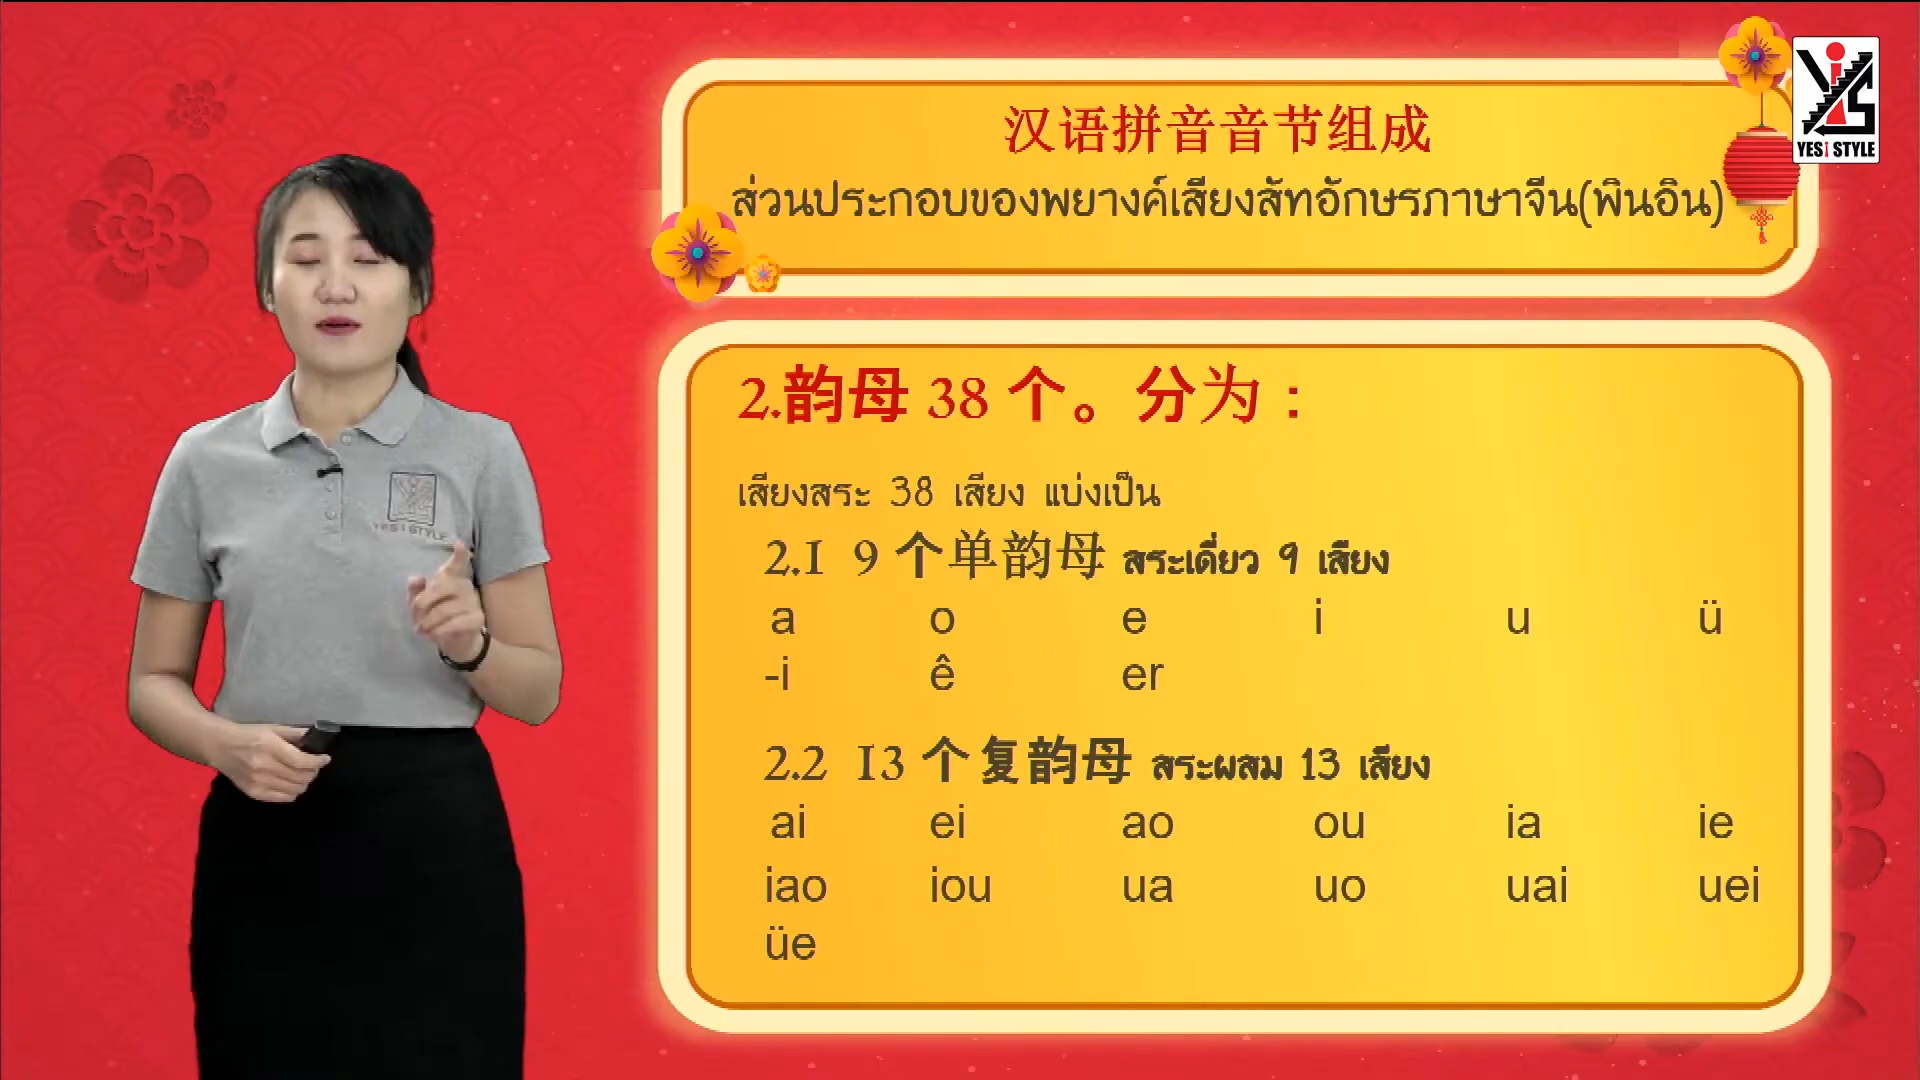 汉语拼音音节组成
ส่วนประกอบของพยางค์เสียงสัทอักษรภาษาจีน(พินอิน)
YES i STYLE
2.韵母 38 个。分为：
เสียงสระ 38 เสียง แบ่งเป็น
2.1 9 个单韵母 สระเดี่ยว 9 เสียง
a o e i u ü
-i ê er
2.2 13 个复韵母 สระผสม 13 เสียง
ai ei ao ou ia ie
iao iou ua uo uai uei
üe
YES i STYLE